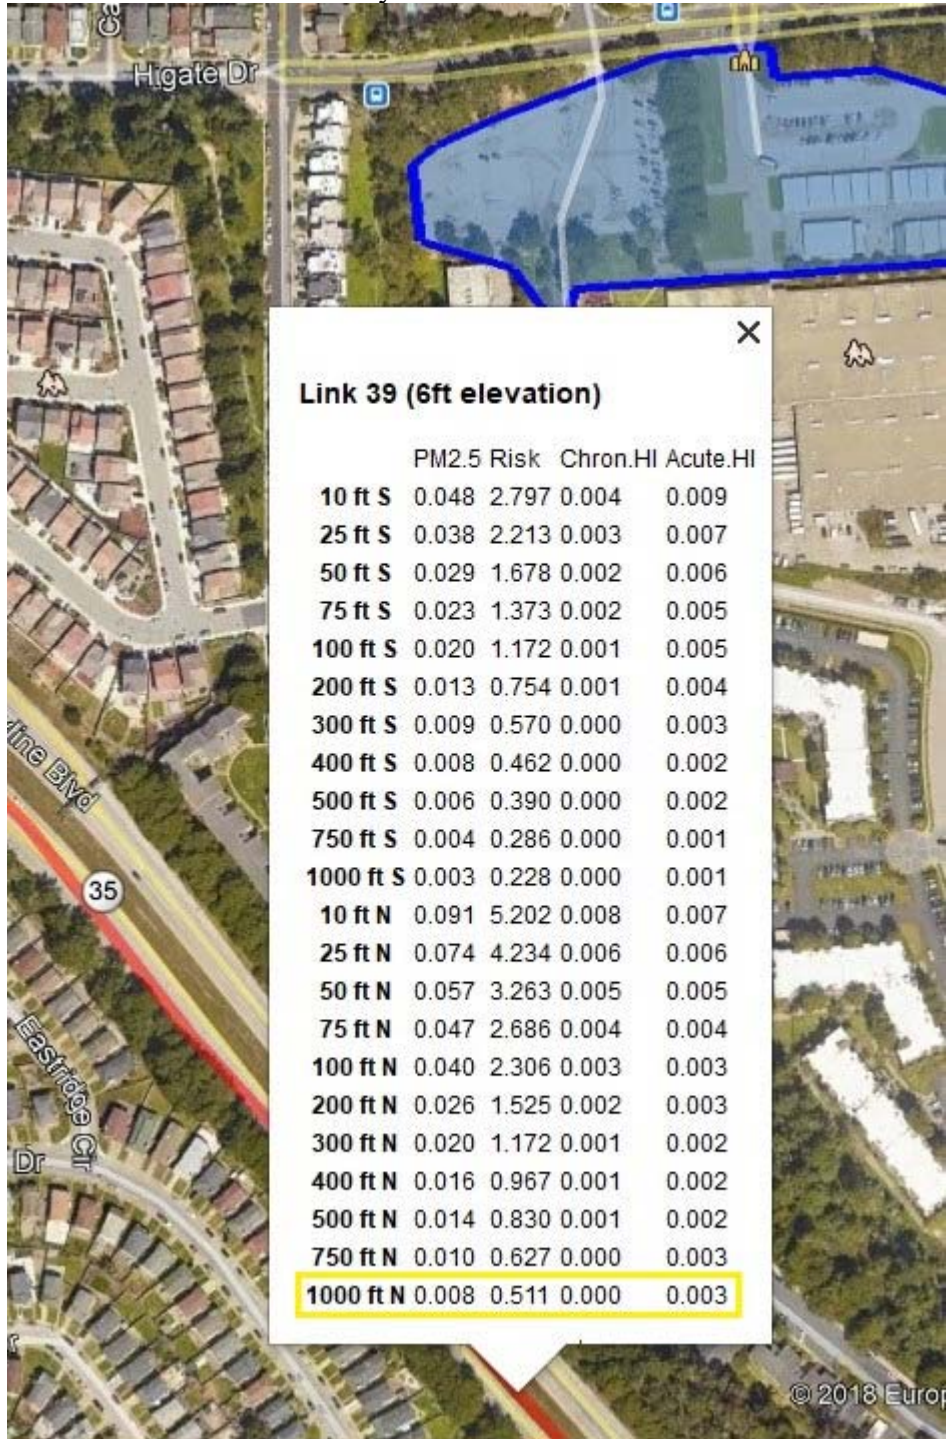 Higate Dr
Link 39 (6ft elevation)
PM2.5 Risk Chron.HI Acute.HI
10 ft S 0.048 2.797 0.004 0.009
25 ft S 0.038 2.213 0.003 0.007
50 ft S 0.029 1.678 0.002 0.006
75 ft S 0.023 1.373 0.002 0.005
100 ft S 0.020 1.172 0.001 0.005
200 ft S 0.013 0.754 0.001 0.004
300 ft S 0.009 0.570 0.000 0.003
400 ft S 0.008 0.462 0.000 0.002
500 ft S 0.006 0.390 0.000 0.002
750 ft S 0.004 0.286 0.000 0.001
1000 ft S 0.003 0.228 0.000 0.001
10 ft N 0.091 5.202 0.008 0.007
25 ft N 0.074 4.234 0.006 0.006
50 ft N 0.057 3.263 0.005 0.005
75 ft N 0.047 2.686 0.004 0.004
100 ft N 0.040 2.306 0.003 0.003
200 ft N 0.026 1.525 0.002 0.003
300 ft N 0.020 1.172 0.001 0.002
400 ft N 0.016 0.967 0.001 0.002
500 ft N 0.014 0.830 0.001 0.002
750 ft N 0.010 0.627 0.000 0.003
1000 ft N 0.008 0.511 0.000 0.003
Blvd
35
Eastridge Cir
Dr
© 2018 Europ